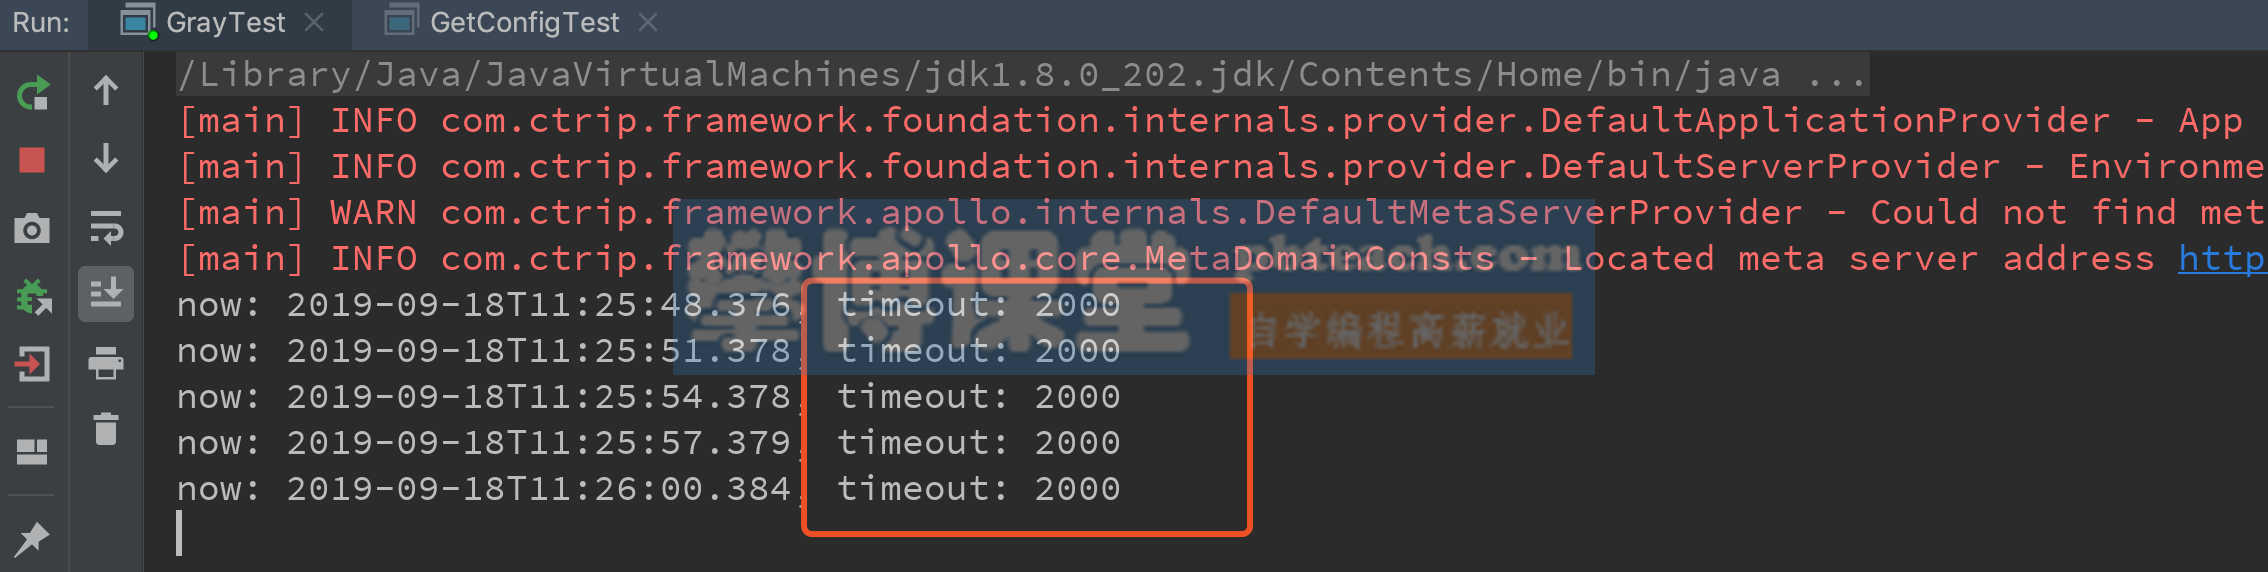 Run: GrayTest GetConfigTest
/Library/Java/JavaVirtualMachines/jdk1.8.0_202.jdk/Contents/Home/bin/java ...
[main] INFO com.ctrip.framework.foundation.internals.provider.DefaultApplicationProvider - App
[main] INFO com.ctrip.framework.foundation.internals.provider.DefaultServerProvider - Environme
[main] WARN com.ctrip.framework.apollo.internals.DefaultMetaServerProvider - Could not find met
[main] INFO com.ctrip.framework.apollo.core.MetaDomainConsts - Located meta server address http
now: 2019-09-18T11:25:48.376, timeout: 2000
now: 2019-09-18T11:25:51.378, timeout: 2000
now: 2019-09-18T11:25:54.378, timeout: 2000
now: 2019-09-18T11:25:57.379, timeout: 2000
now: 2019-09-18T11:26:00.384, timeout: 2000
攀博课堂
自学编程高薪就业